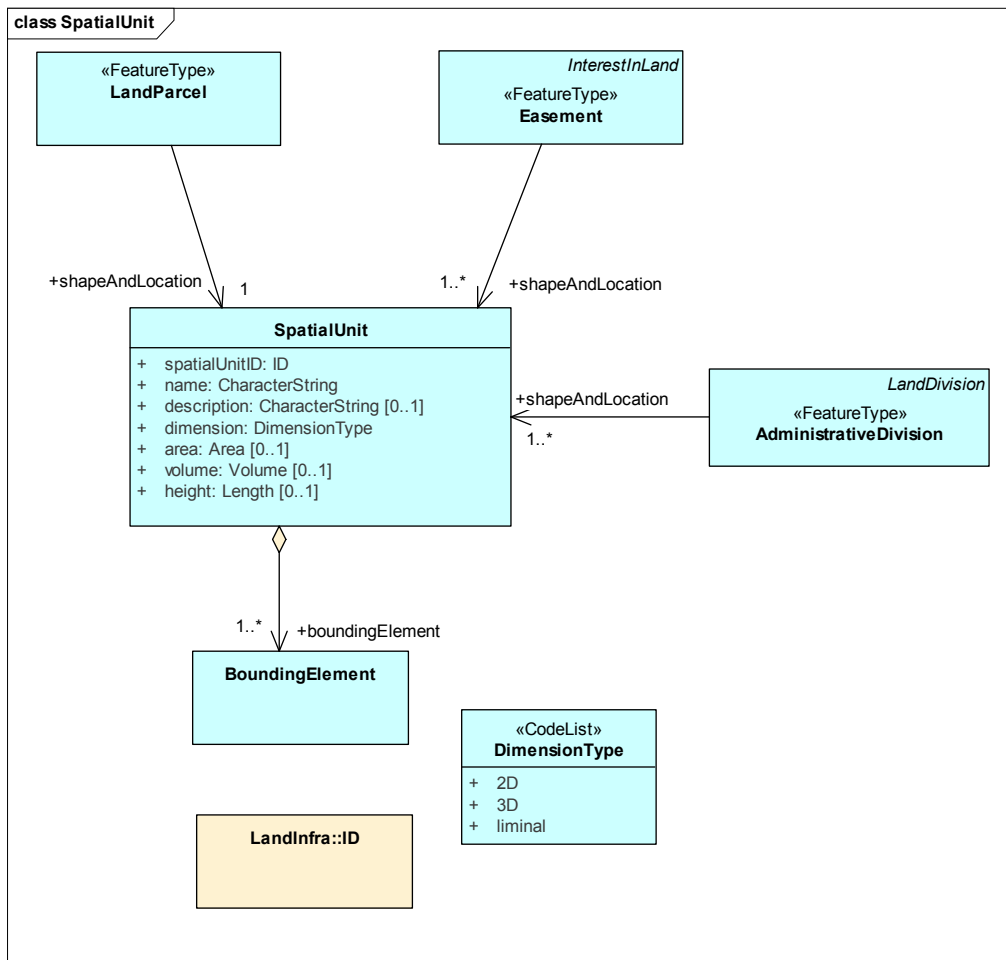 class SpatialUnit
«FeatureType»
LandParcel
InterestInLand
«FeatureType»
Easement
+shapeAndLocation
1
1..*
+shapeAndLocation
SpatialUnit
+ spatialUnitID: ID
+ name: CharacterString
+ description: CharacterString [0..1]
+ dimension: DimensionType
+ area: Area [0..1]
+ volume: Volume [0..1]
+ height: Length [0..1]
+shapeAndLocation
1..*
LandDivision
«FeatureType»
AdministrativeDivision
1..*
+boundingElement
BoundingElement
«CodeList»
DimensionType
+ 2D
+ 3D
+ liminal
LandInfra::ID